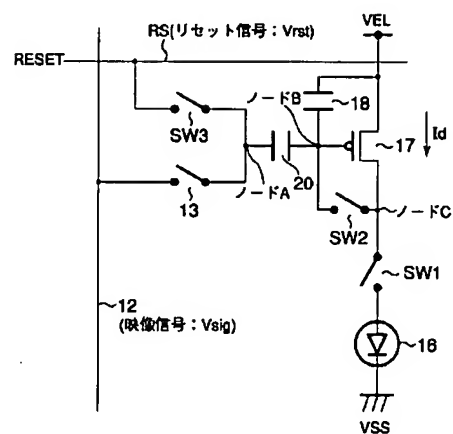 VEL
RS(リセット信号：Vrst)
RESET
ノードB
18
SW3
17
Id
20
13
ノードA
SW2
ノードC
SW1
12
(映像信号：Vsig)
16
VSS